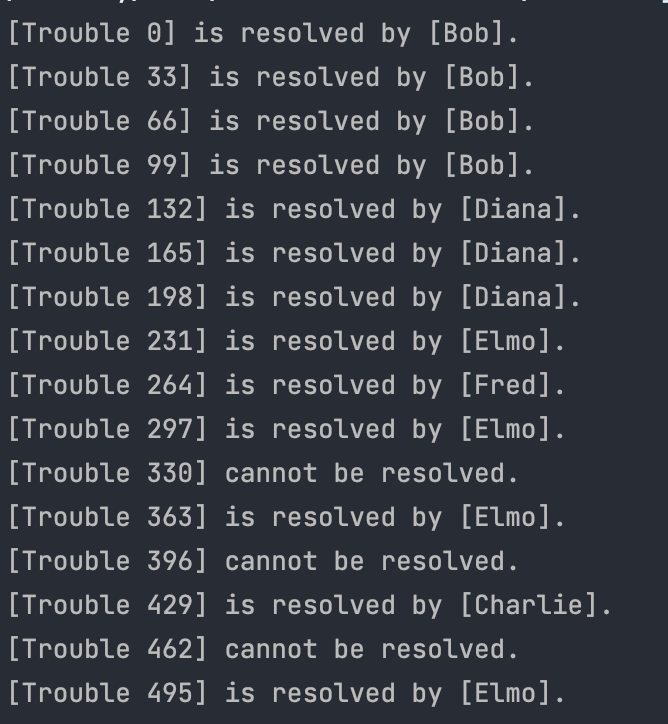 [Trouble 0] is resolved by [Bob].
[Trouble 33] is resolved by [Bob].
[Trouble 66] is resolved by [Bob].
[Trouble 99] is resolved by [Bob].
[Trouble 132] is resolved by [Diana].
[Trouble 165] is resolved by [Diana].
[Trouble 198] is resolved by [Diana].
[Trouble 231] is resolved by [Elmo].
[Trouble 264] is resolved by [Fred].
[Trouble 297] is resolved by [Elmo].
[Trouble 330] cannot be resolved.
[Trouble 363] is resolved by [Elmo].
[Trouble 396] cannot be resolved.
[Trouble 429] is resolved by [Charlie].
[Trouble 462] cannot be resolved.
[Trouble 495] is resolved by [Elmo].